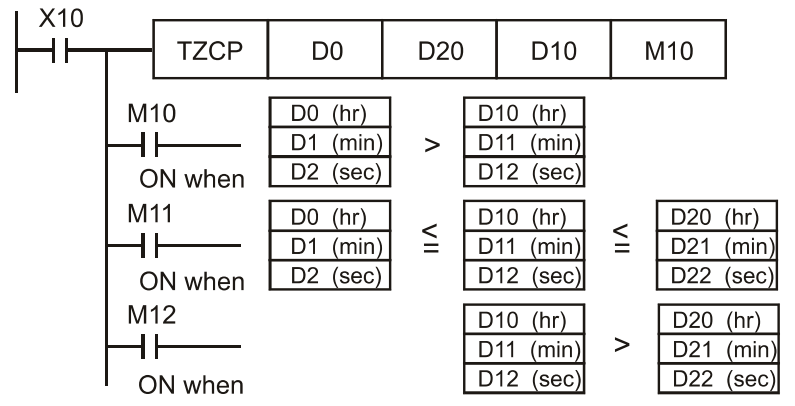 X10
TZCP D0 D20 D10 M10
M10
D0 (hr) D10 (hr)
D1 (min) > D11 (min)
D2 (sec) D12 (sec)
ON when
M11
D0 (hr) D10 (hr) D20 (hr)
D1 (min) ≦ D11 (min) ≦ D21 (min)
D2 (sec) D12 (sec) D22 (sec)
ON when
M12
D10 (hr) D20 (hr)
D11 (min) > D21 (min)
D12 (sec) D22 (sec)
ON when